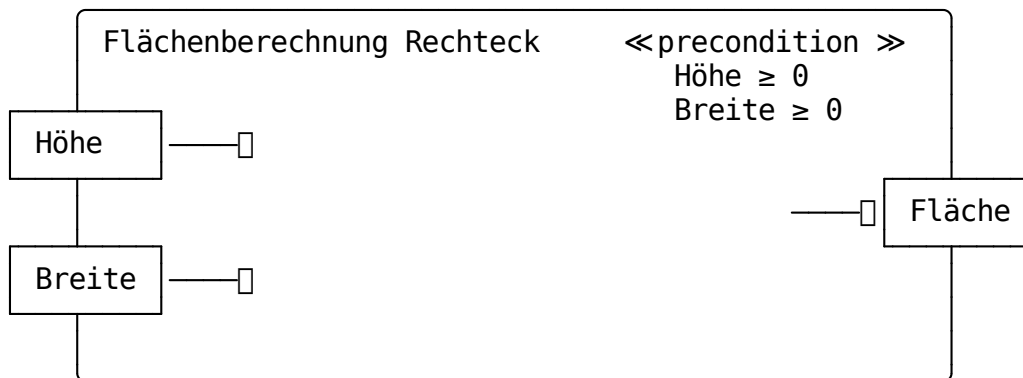 Flächenberechnung Rechteck ≪precondition ≫
Höhe ≥ 0
Breite ≥ 0
Höhe
Fläche
Breite